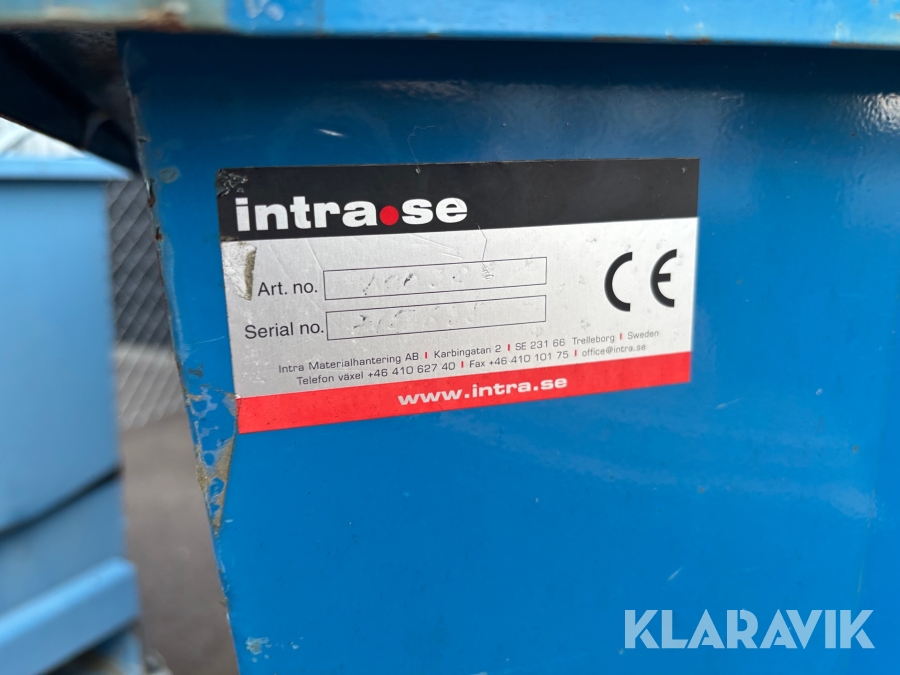 intra.se
Art. no.
Serial no.
CE
Intra Materialhantering AB | Karbingatan 2 | SE 231 66 Trelleborg | Sweden
Telefon växel +46 410 627 40 | Fax +46 410 101 75 | office@intra.se
www.intra.se
KLARAVIK